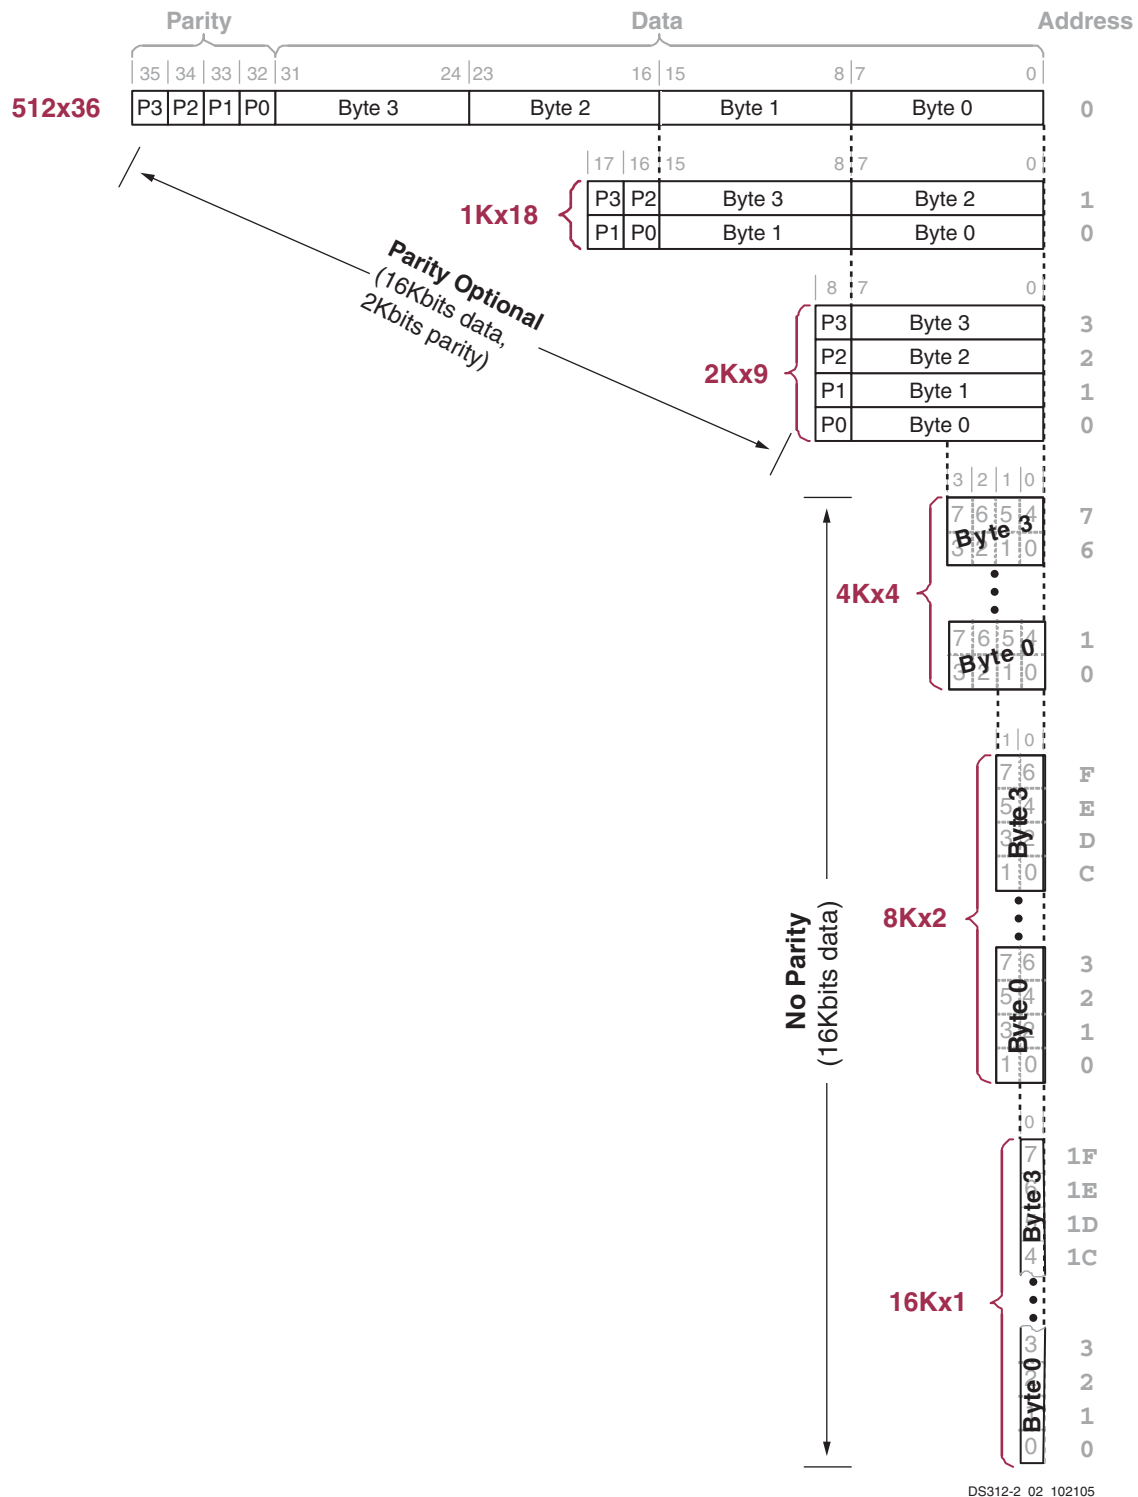 Parity Data Address
35 34 33 32 31 24 23 16 15 8 7 0
512x36 P3 P2 P1 P0 Byte 3 Byte 2 Byte 1 Byte 0 0
17 16 15 8 7 0
1Kx18
P3 P2 Byte 3 Byte 2 1
P1 P0 Byte 1 Byte 0 0
Parity Optional
(16Kbits data,
2Kbits parity)
8 7 0
2Kx9
P3 Byte 3 3
P2 Byte 2 2
P1 Byte 1 1
P0 Byte 0 0
3 2 1 0
4Kx4
7 6 5 4 7
Byte 3
3 2 1 0 6
7 6 5 4 1
Byte 0
3 2 1 0 0
No Parity
(16Kbits data)
1 0
8Kx2
7 6 F
5 4 E
Byte 3
3 2 D
1 0 C
7 6 3
5 4 2
Byte 0
3 2 1
1 0 0
0
16Kx1
7 1F
1E
Byte 3
1D
4 1C
3 3
2
Byte 0
1
0 0
DS312-2_02_102105